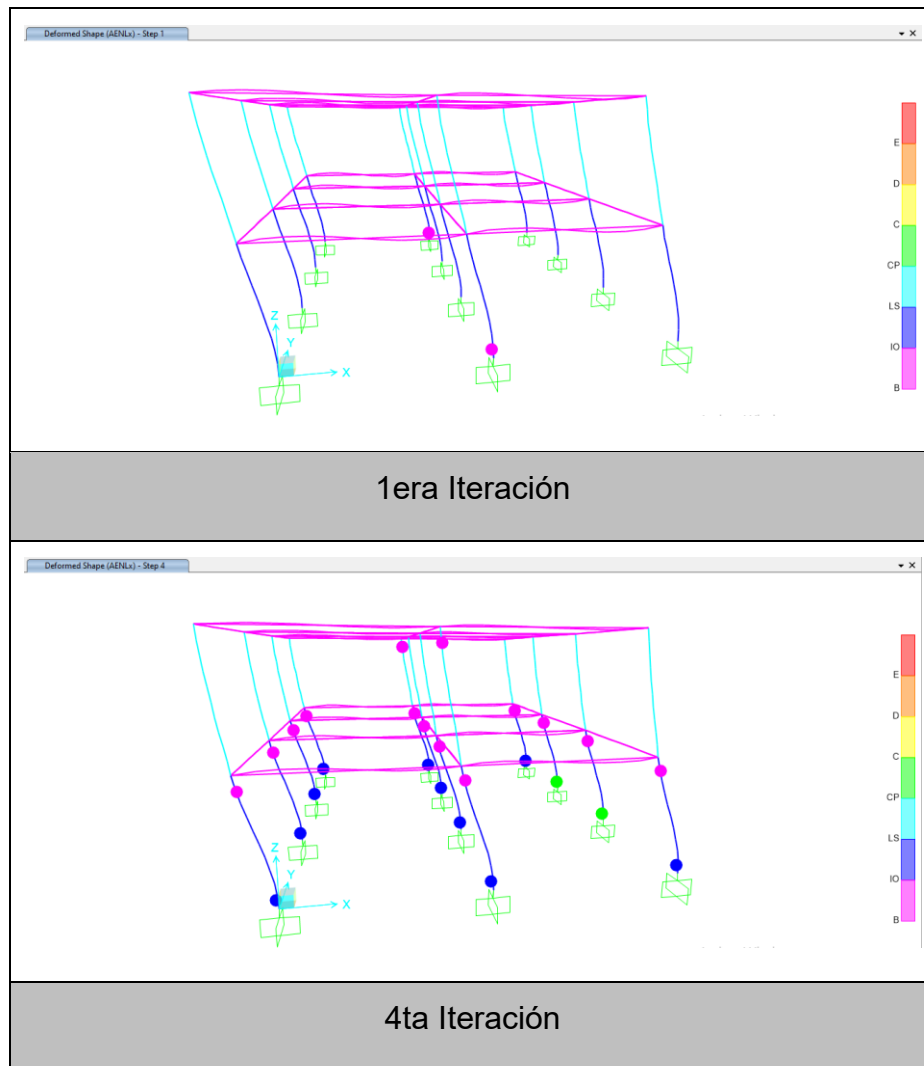 Deformed Shape (AENLx) - Step 1
E
D
C
CP
LS
IO
B
Z
Y
X
1era Iteración
Deformed Shape (AENLx) - Step 4
E
D
C
CP
LS
IO
B
Z
Y
X
4ta Iteración